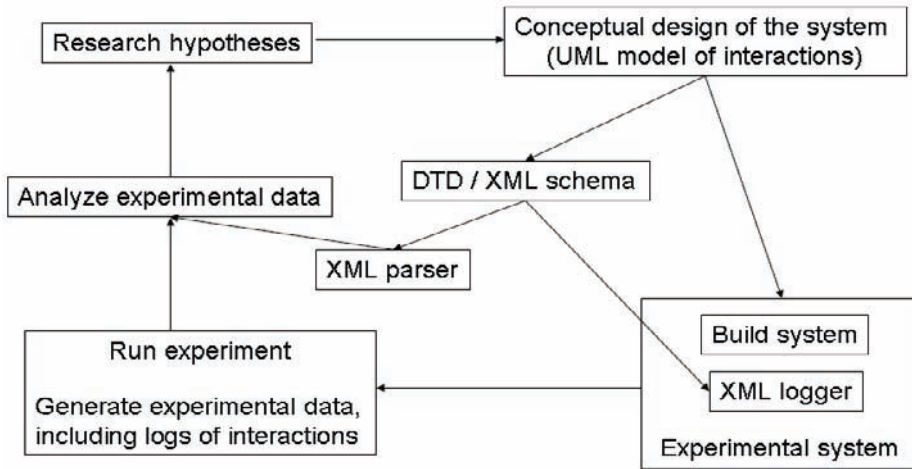 Research hypotheses
Conceptual design of the system
(UML model of interactions)
DTD / XML schema
Analyze experimental data
XML parser
Run experiment
Generate experimental data,
including logs of interactions
Build system
XML logger
Experimental system